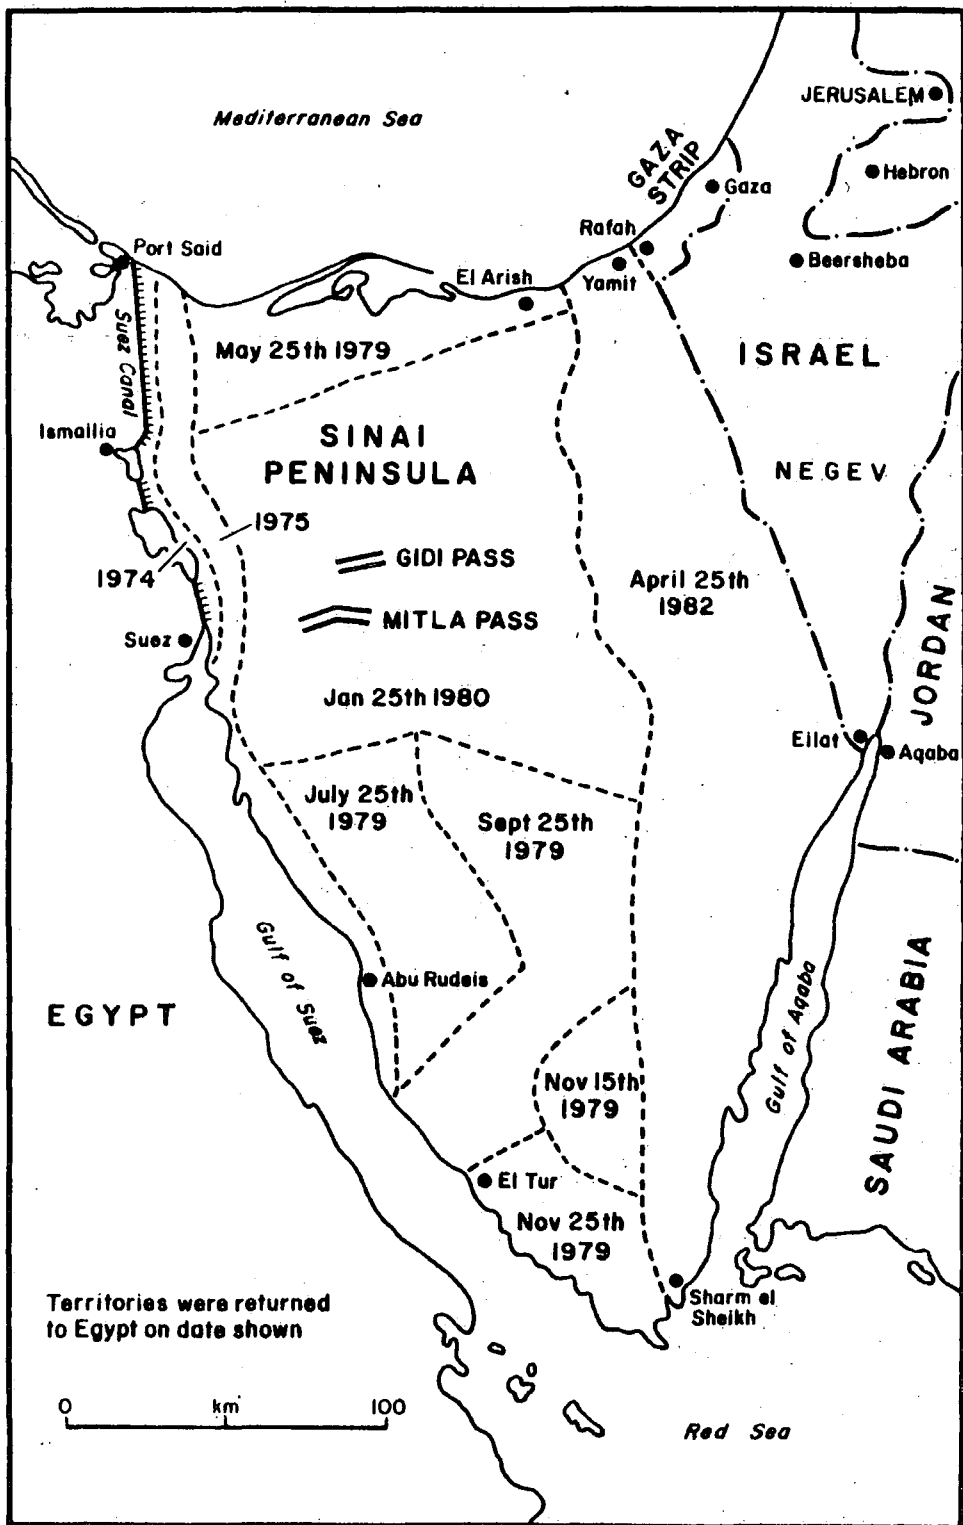 Mediterranean Sea
JERUSALEM
Hebron
GAZA
STRIP
Gaza
Rafah
Port Said
El Arish
Yamit
Beersheba
Suez Canal
May 25th 1979
ISRAEL
Ismailia
SINAI
PENINSULA
NEGEV
1975
GIDI PASS
1974
April 25th
1982
MITLA PASS
Suez
JORDAN
Jan 25th 1980
Eilat
Aqaba
July 25th
1979
Sept 25th
1979
Gulf of Suez
Abu Rudeis
EGYPT
Gulf of Aqaba
SAUDI ARABIA
Nov 15th
1979
El Tur
Nov 25th
1979
Sharm el
Sheikh
Territories were returned
to Egypt on date shown
0 km 100
Red Sea